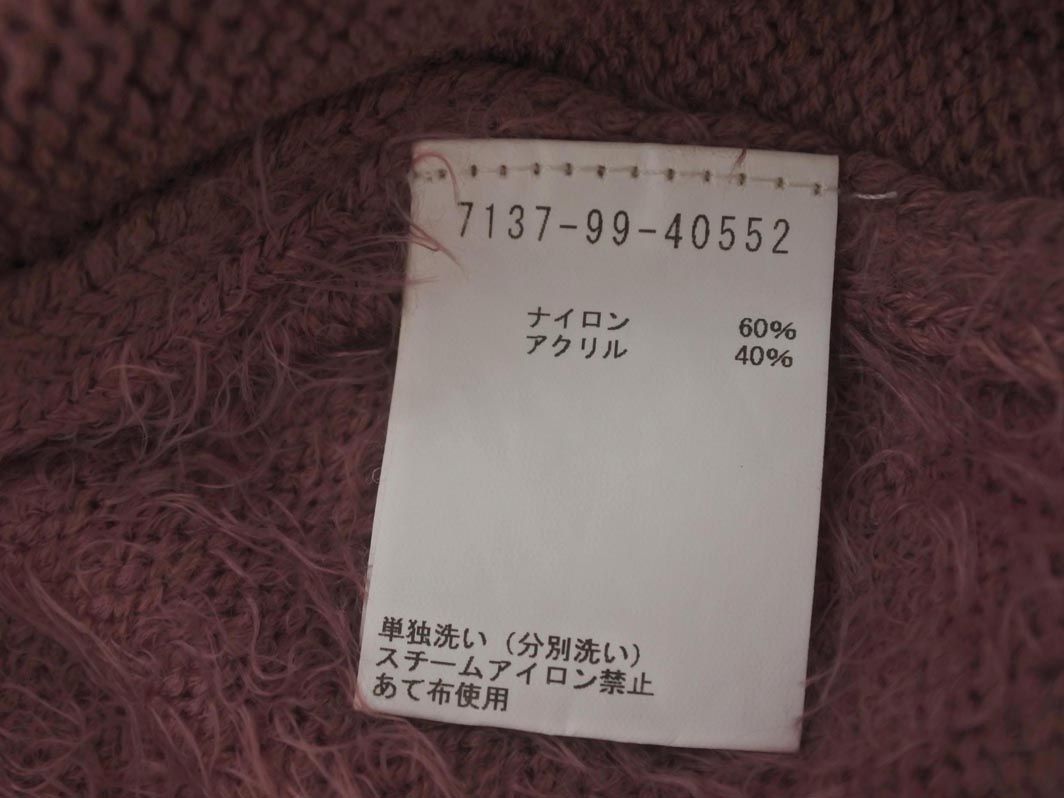 7137-99-40552
ナイロン 60%
アクリル 40%
単独洗い（分別洗い）
スチームアイロン禁止
あて布使用